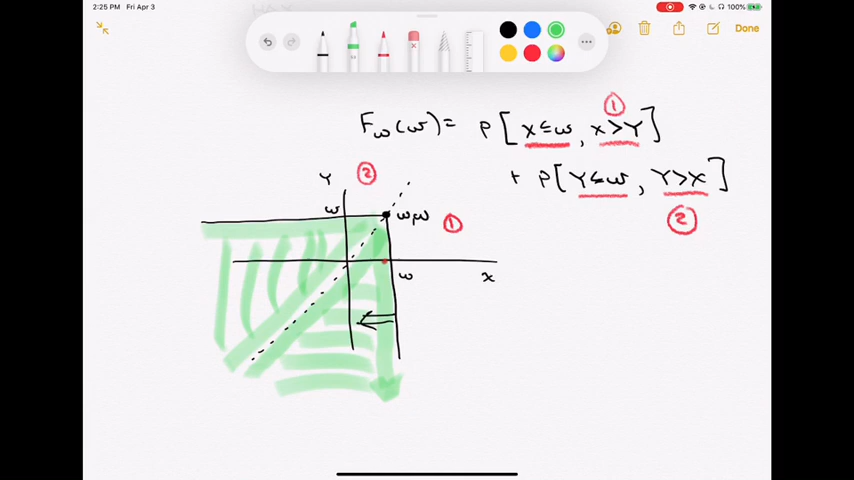 2:25 PM Fri Apr 3
100%
Done
①
F_w(w) = P[X≤w, X>Y]
+ P[Y≤w, Y>X]
②
Y
②
w
w,w
①
w
x